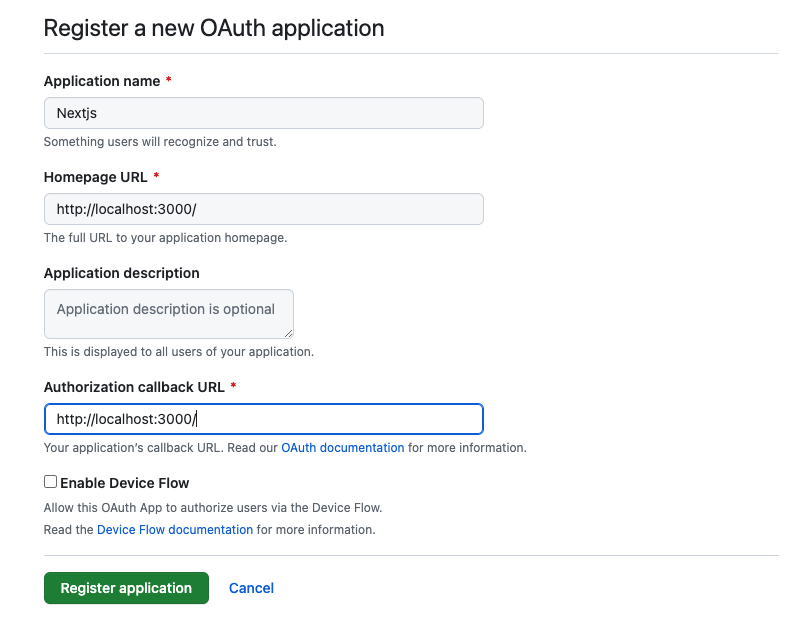 Register a new OAuth application
Application name *
Nextjs
Something users will recognize and trust.
Homepage URL *
http://localhost:3000/
The full URL to your application homepage.
Application description
Application description is optional
This is displayed to all users of your application.
Authorization callback URL *
http://localhost:3000/
Your application’s callback URL. Read our OAuth documentation for more information.
Enable Device Flow
Allow this OAuth App to authorize users via the Device Flow.
Read the Device Flow documentation for more information.
Register application Cancel